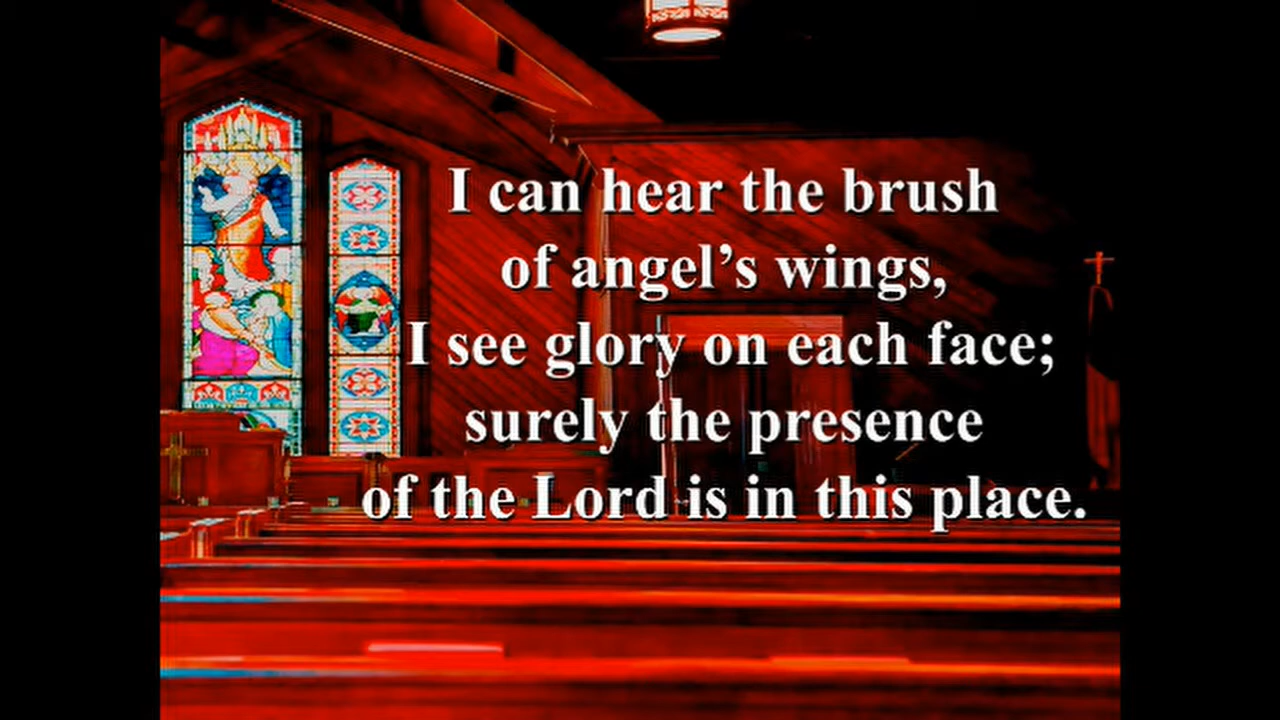 I can hear the brush
of angel’s wings,
I see glory on each face;
surely the presence
of the Lord is in this place.